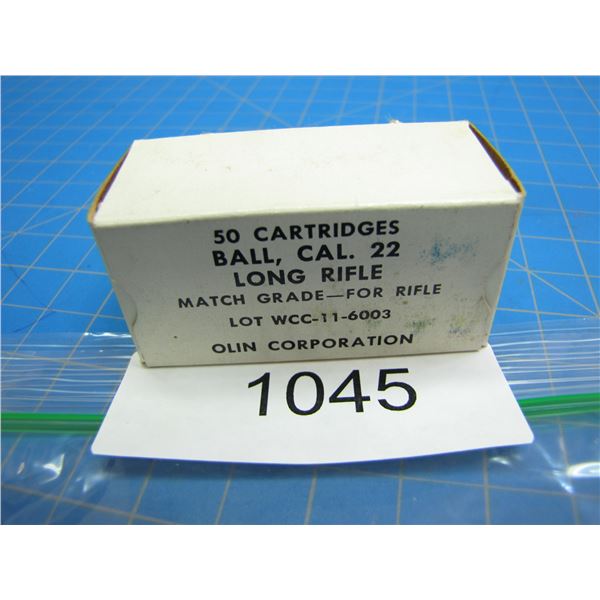 50 CARTRIDGES
BALL, CAL. 22
LONG RIFLE
MATCH GRADE—FOR RIFLE
LOT WCC-11-6003
OLIN CORPORATION
1045